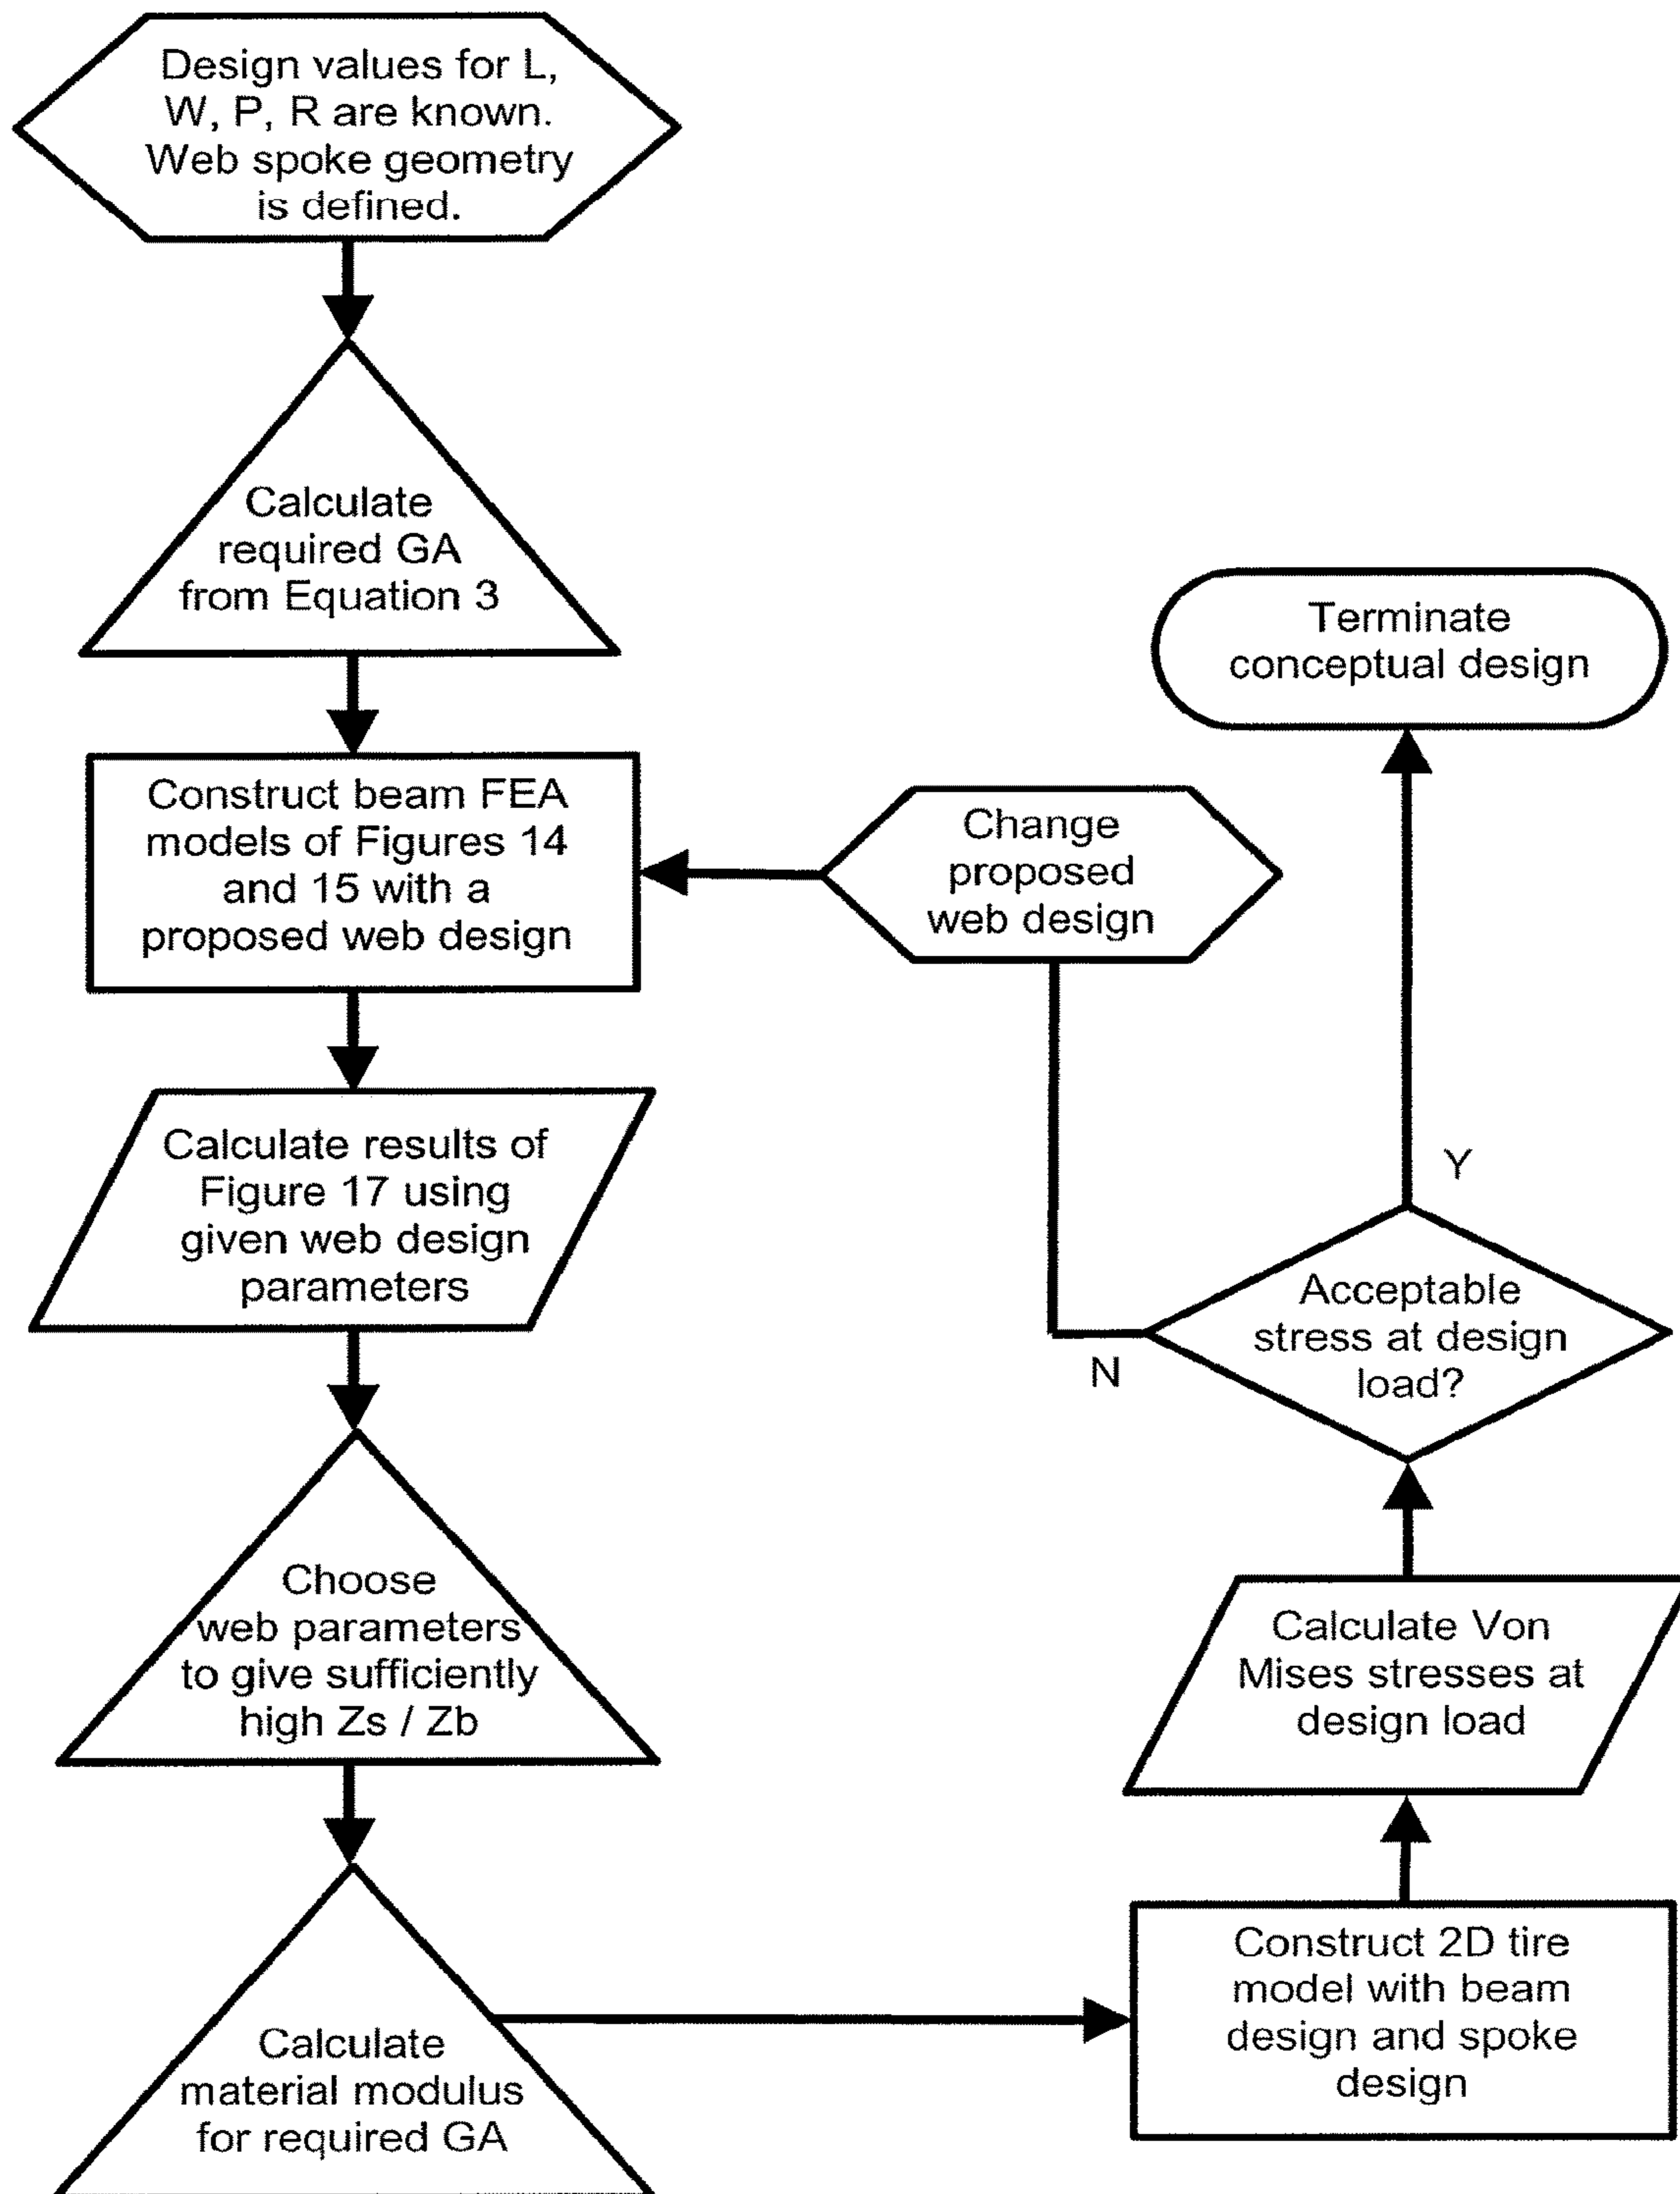 Design values for L,
W, P, R are known.
Web spoke geometry
is defined.
Calculate
required GA
from Equation 3
Construct beam FEA
models of Figures 14
and 15 with a
proposed web design
Calculate results of
Figure 17 using
given web design
parameters
Choose
web parameters
to give sufficiently
high Zs / Zb
Calculate
material modulus
for required GA
Construct 2D tire
model with beam
design and spoke
design
Calculate Von
Mises stresses at
design load
Acceptable
stress at design
load?
N
Y
Change
proposed
web design
Terminate
conceptual design